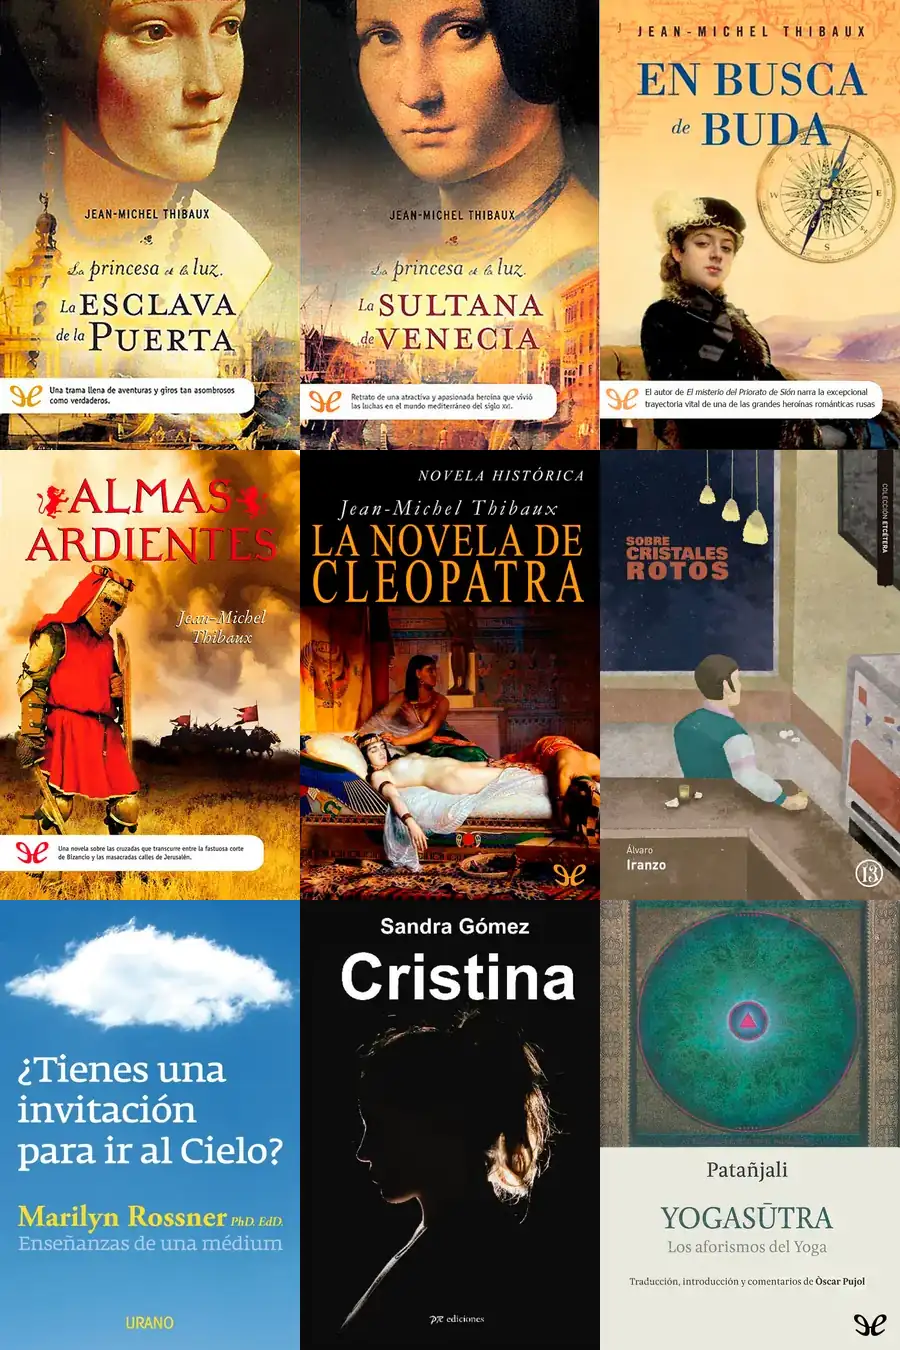 JEAN-MICHEL THIBAUX
La princesa de la luz.
La ESCLAVA
de la PUERTA
Una trama llena de aventuras y giros tan asombrosos
como verdaderos.
JEAN-MICHEL THIBAUX
La princesa de la luz.
La SULTANA
de VENECIA
Retrato de una atractiva y apasionada heroína que vivió
las luchas en el mundo mediterráneo del siglo XVI.
JEAN-MICHEL THIBAUX
EN BUSCA
de BUDA
N
W
E
S
El autor de El misterio del Priorato de Sión narra la excepcional
trayectoria vital de una de las grandes heroínas románticas rusas
ALMAS
ARDIENTES
Jean-Michel
Thibaux
Una novela sobre las cruzadas que transcurre entre la fastuosa corte
de Bizancio y las masacradas calles de Jerusalén.
NOVELA HISTÓRICA
Jean-Michel Thibaux
LA NOVELA DE
CLEOPATRA
COLECCIÓN ETCÉTERA
SOBRE
CRISTALES
ROTOS
Álvaro
Iranzo
13
¿Tienes una
invitación
para ir al Cielo?
Marilyn Rossner PhD. EdD.
Enseñanzas de una médium
URANO
Sandra Gómez
Cristina
PR ediciones
Patañjali
YOGASŪTRA
Los aforismos del Yoga
Traducción, introducción y comentarios de Òscar Pujol